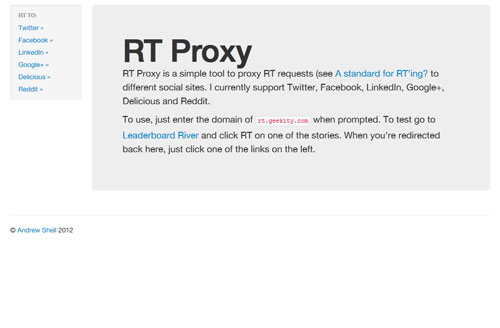 RT TO:
Twitter »
Facebook »
LinkedIn »
Google+ »
Delicious »
Reddit »
RT Proxy
RT Proxy is a simple tool to proxy RT requests (see A standard for RT'ing? to
different social sites. I currently support Twitter, Facebook, LinkedIn, Google+,
Delicious and Reddit.
To use, just enter the domain of rt.geekity.com when prompted. To test go to
Leaderboard River and click RT on one of the stories. When you're redirected
back here, just click one of the links on the left.
© Andrew Shell 2012